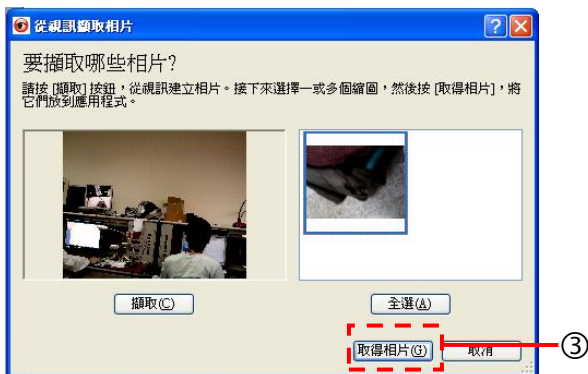 從視訊擷取相片
要擷取哪些相片?
請按 [擷取] 按鈕，從視訊建立相片。接下來選擇一或多個縮圖，然後按 [取得相片]，將
它們放到應用程式。
擷取(C)
全選(A)
取得相片(G)
取消
③